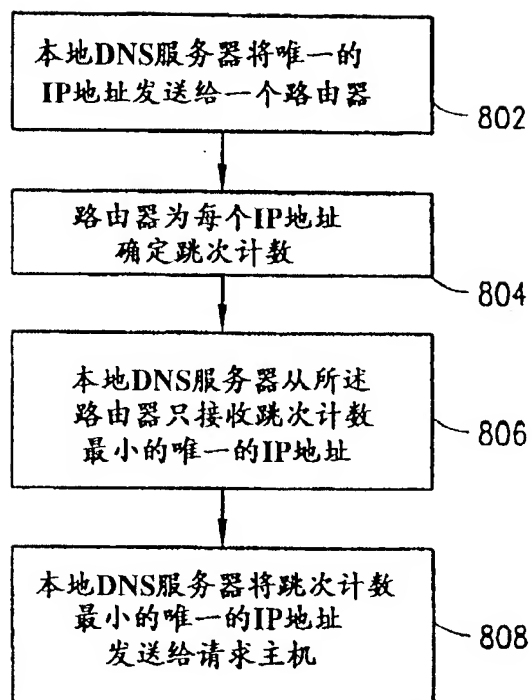 本地DNS服务器将唯一的
IP地址发送给一个路由器
802
路由器为每个IP地址
确定跳次计数
804
本地DNS服务器从所述
路由器只接收跳次计数
最小的唯一的IP地址
806
本地DNS服务器将跳次计数
最小的唯一的IP地址
发送给请求主机
808